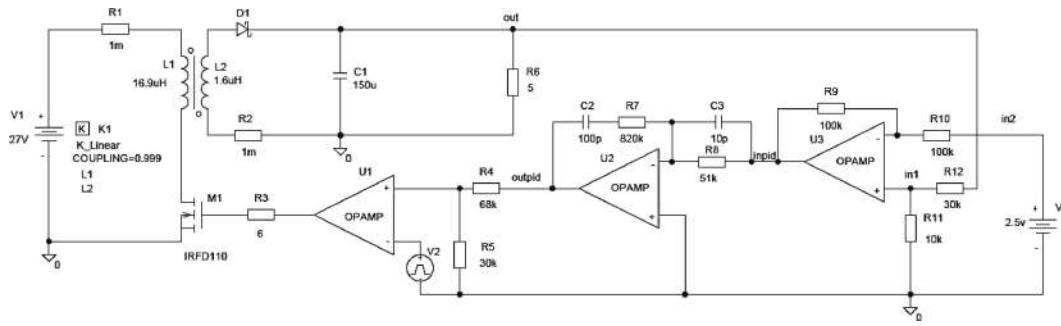 R1
1m
L1
16.9uH
L2
1.6uH
D1
out
C1
150u
R6
5
R2
1m
0
V1
+
-
27V
K K1
K_Linear
COUPLING=0.999
L1
L2
0
M1
IRFD110
R3
6
U1
OPAMP
+
-
V2
R4
68k
R5
30k
outpid
C2
100p
R7
820k
C3
10p
R8
51k
U2
OPAMP
-
+
inpid
R9
100k
U3
OPAMP
-
+
R10
100k
in2
in1
R12
30k
R11
10k
0
V
+
-
2.5v